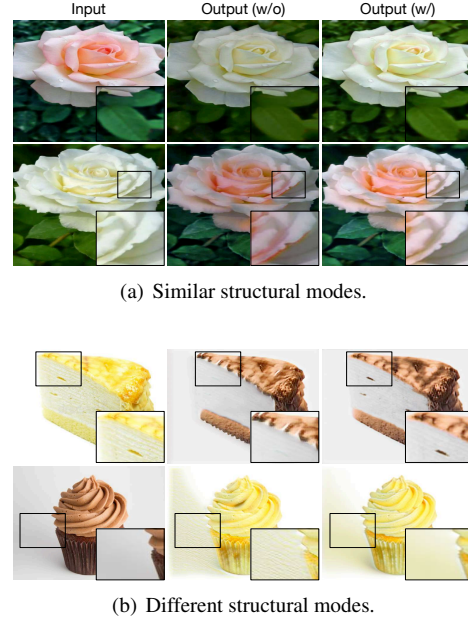 Input Output (w/o) Output (w/)
(a) Similar structural modes.
(b) Different structural modes.